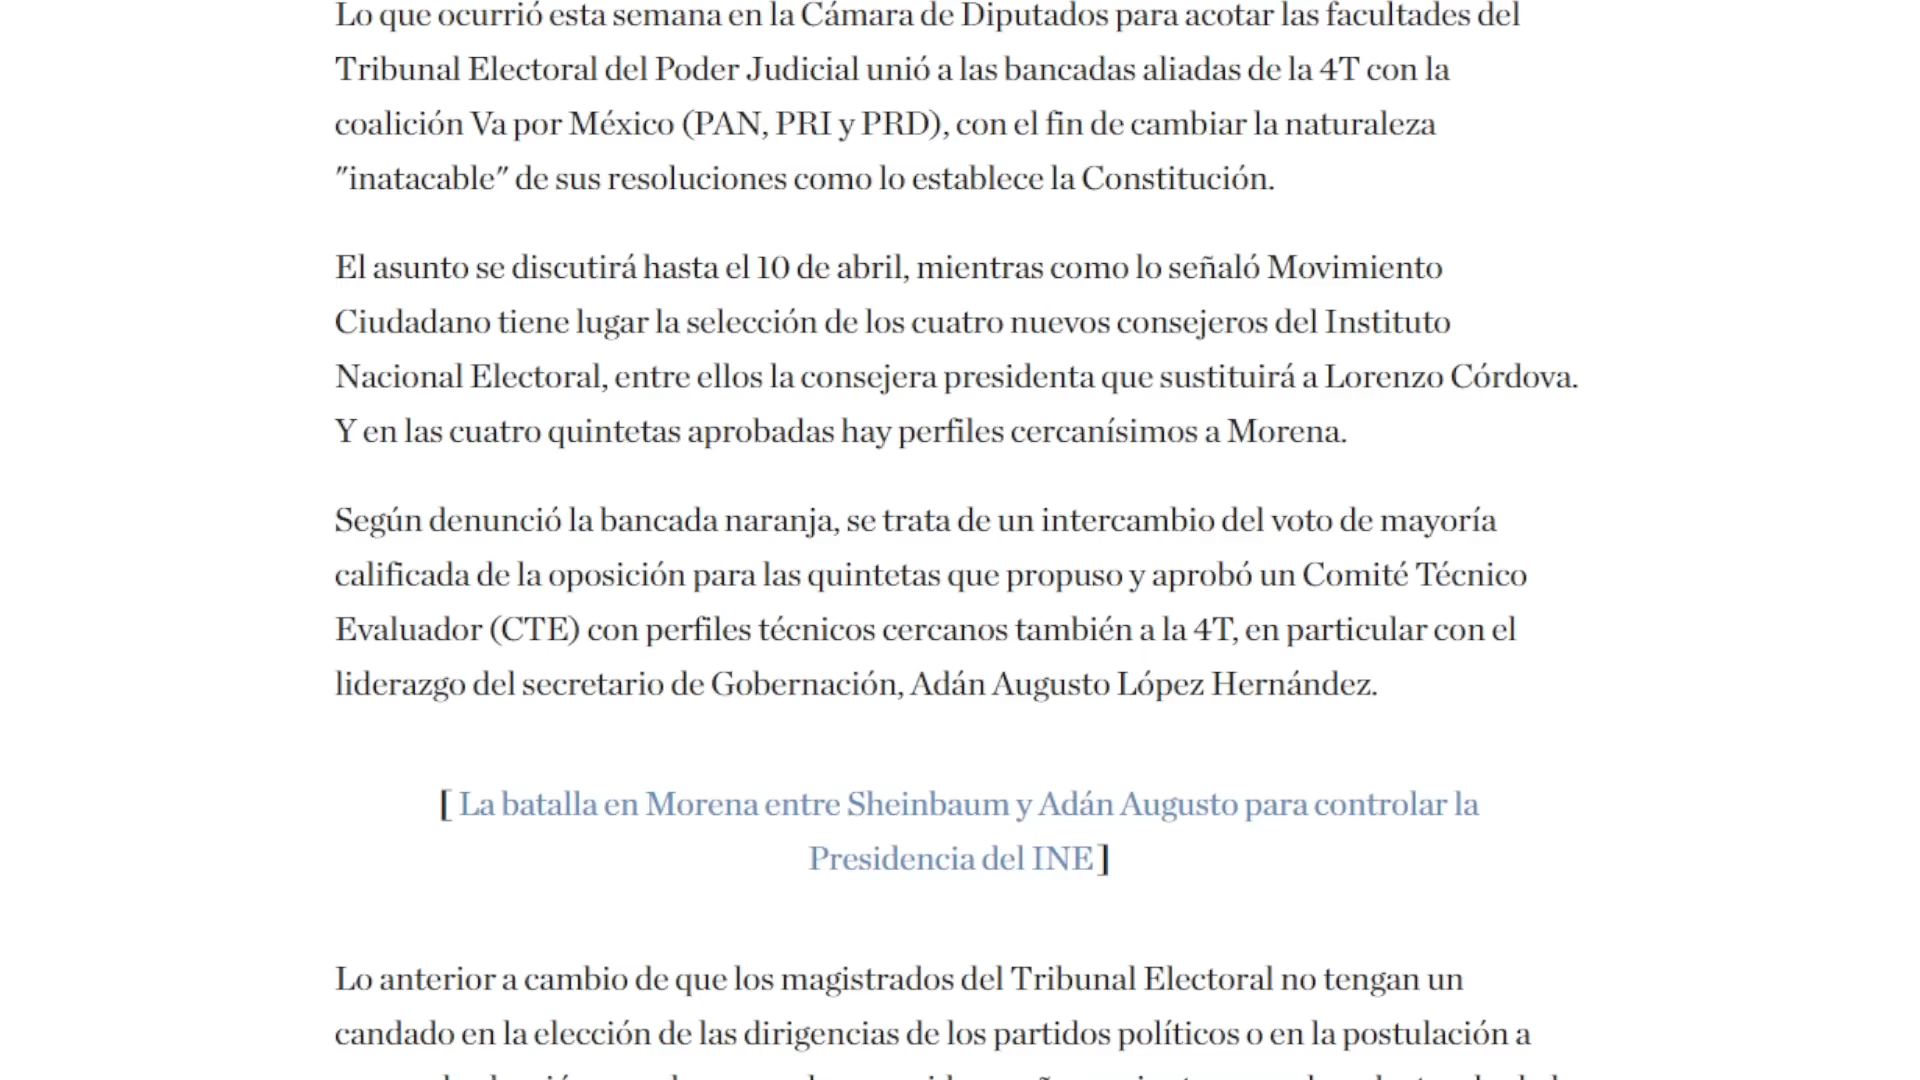 Lo que ocurrió esta semana en la Cámara de Diputados para acotar las facultades del
Tribunal Electoral del Poder Judicial unió a las bancadas aliadas de la 4T con la
coalición Va por México (PAN, PRI y PRD), con el fin de cambiar la naturaleza
"inatacable" de sus resoluciones como lo establece la Constitución.
El asunto se discutirá hasta el 10 de abril, mientras como lo señaló Movimiento
Ciudadano tiene lugar la selección de los cuatro nuevos consejeros del Instituto
Nacional Electoral, entre ellos la consejera presidenta que sustituirá a Lorenzo Córdova.
Y en las cuatro quintetas aprobadas hay perfiles cercanísimos a Morena.
Según denunció la bancada naranja, se trata de un intercambio del voto de mayoría
calificada de la oposición para las quintetas que propuso y aprobó un Comité Técnico
Evaluador (CTE) con perfiles técnicos cercanos también a la 4T, en particular con el
liderazgo del secretario de Gobernación, Adán Augusto López Hernández.
[ La batalla en Morena entre Sheinbaum y Adán Augusto para controlar la
Presidencia del INE ]
Lo anterior a cambio de que los magistrados del Tribunal Electoral no tengan un
candado en la elección de las dirigencias de los partidos políticos o en la postulación a